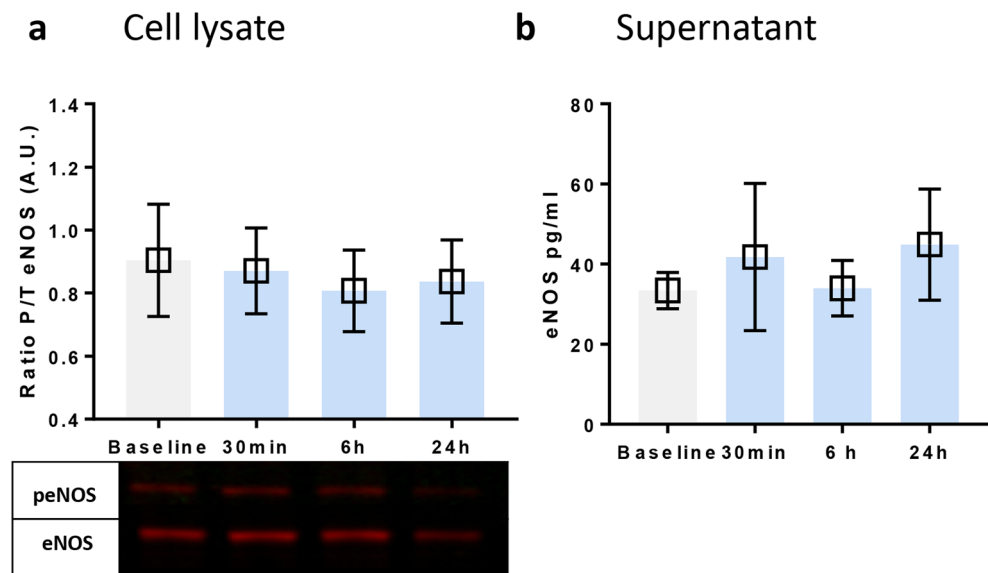 a Cell lysate
Ratio P/T eNOS (A.U.)
1.4
1.2
1.0
0.8
0.6
0.4
Baseline 30min 6h 24h
peNOS
eNOS
b Supernatant
eNOS pg/ml
80
60
40
20
0
Baseline 30min 6 h 24h